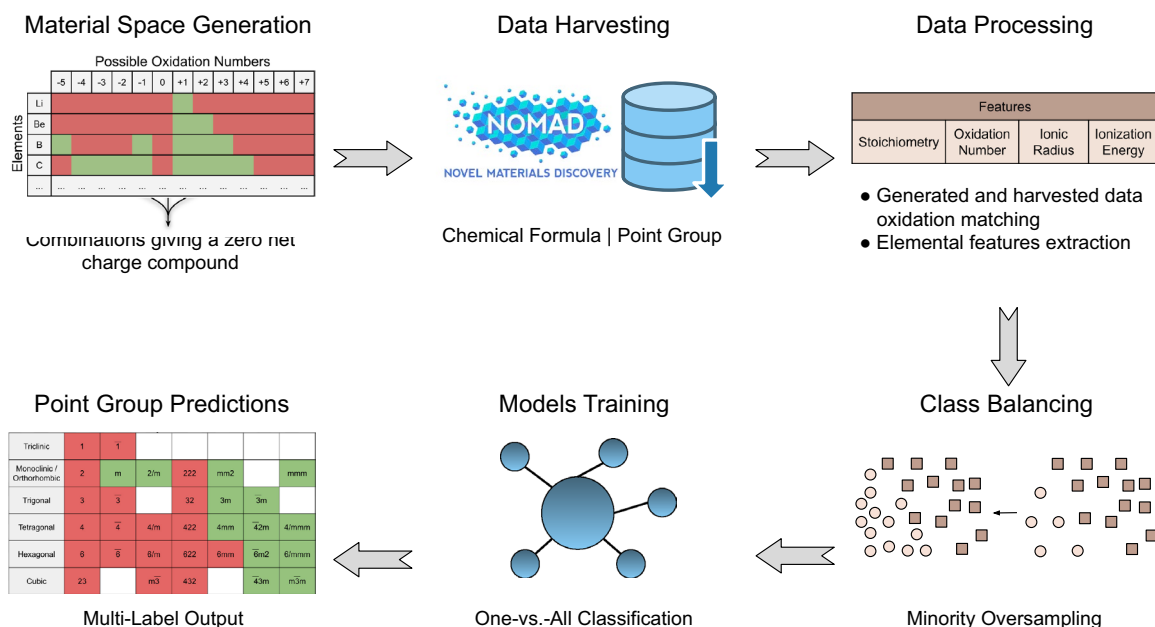 Material Space Generation
Possible Oxidation Numbers
-5 -4 -3 -2 -1 0 +1 +2 +3 +4 +5 +6 +7
Elements
Li
Be
B
C
... ... ... ... ... ... ... ... ... ... ... ... ... ...
Combinations giving a zero net
charge compound
Data Harvesting
NOMAD
NOVEL MATERIALS DISCOVERY
Chemical Formula | Point Group
Data Processing
Features
Stoichiometry Oxidation Number Ionic Radius Ionization Energy
● Generated and harvested data
oxidation matching
● Elemental features extraction
Point Group Predictions
Triclinic 1 1̅
Monoclinic / Orthorhombic 2 m 2/m 222 mm2 mmm
Trigonal 3 3̅ 32 3m 3̅m
Tetragonal 4 4̅ 4/m 422 4mm 4̅2m 4/mmm
Hexagonal 6 6̅ 6/m 622 6mm 6̅m2 6/mmm
Cubic 23 m3̅ 432 4̅3m m3̅m
Multi-Label Output
Models Training
One-vs.-All Classification
Class Balancing
Minority Oversampling